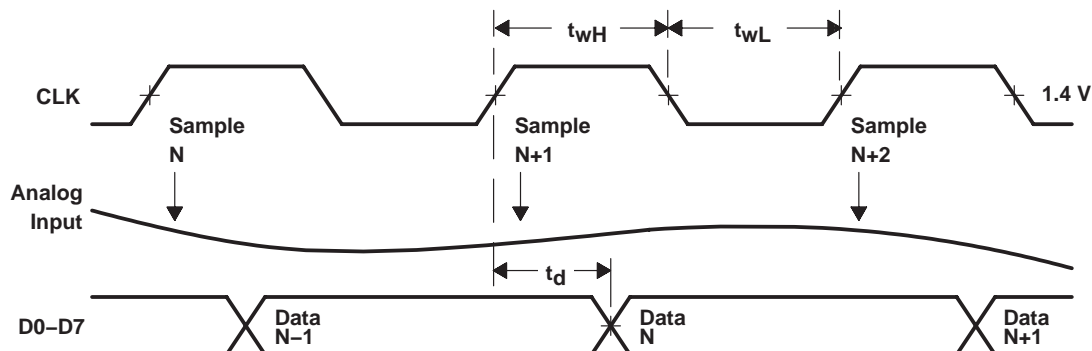 twH
twL
CLK
1.4 V
Sample
N
Sample
N+1
Sample
N+2
Analog
Input
td
D0–D7
Data
N–1
Data
N
Data
N+1